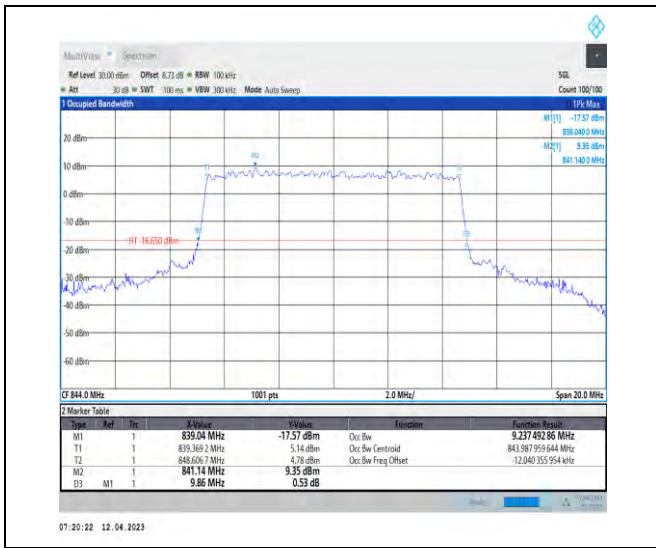 MultiView Spectrum
Ref Level 30.00 dBm Offset 8.73 dB RBW 100 kHz SGL
Att 30 dB SWT 100 ms VBW 300 kHz Mode Auto Sweep Count 100/100
1 Occupied Bandwidth 1Pk Max
M1[1] -17.57 dBm
839.040 0 MHz
M2[1] 9.35 dBm
841.140 0 MHz
20 dBm
M2
10 dBm
T1
0 dBm
-10 dBm
M1
D3
H1 -16.650 dBm
-20 dBm
-30 dBm
-40 dBm
-50 dBm
-60 dBm
CF 844.0 MHz 1001 pts 2.0 MHz/ Span 20.0 MHz
2 Marker Table
Type Ref Trc X-Value Y-Value Function Function Result
M1 1 839.04 MHz -17.57 dBm Occ Bw 9.237 492 86 MHz
T1 1 839.369 2 MHz 5.14 dBm Occ Bw Centroid 843.987 959 644 MHz
T2 1 848.606 7 MHz 4.78 dBm Occ Bw Freq Offset -12.040 355 954 kHz
M2 1 841.14 MHz 9.35 dBm
D3 M1 1 9.86 MHz 0.53 dB
07:20:22 12.04.2023